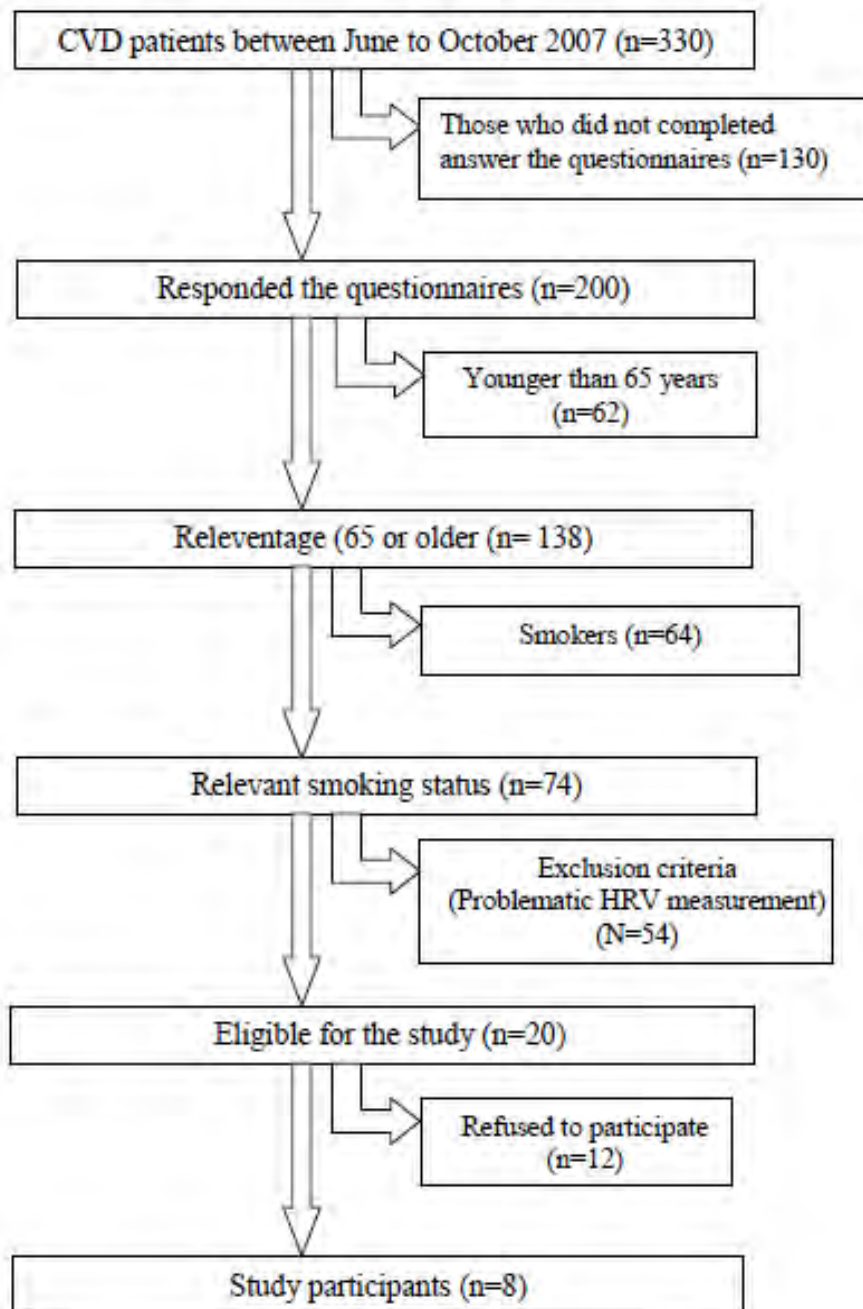 CVD patients between June to October 2007 (n=330)
Those who did not completed
answer the questionnaires (n=130)
Responded the questionnaires (n=200)
Younger than 65 years
(n=62)
Releventage (65 or older (n= 138)
Smokers (n=64)
Relevant smoking status (n=74)
Exclusion criteria
(Problematic HRV measurement)
(N=54)
Eligible for the study (n=20)
Refused to participate
(n=12)
Study participants (n=8)